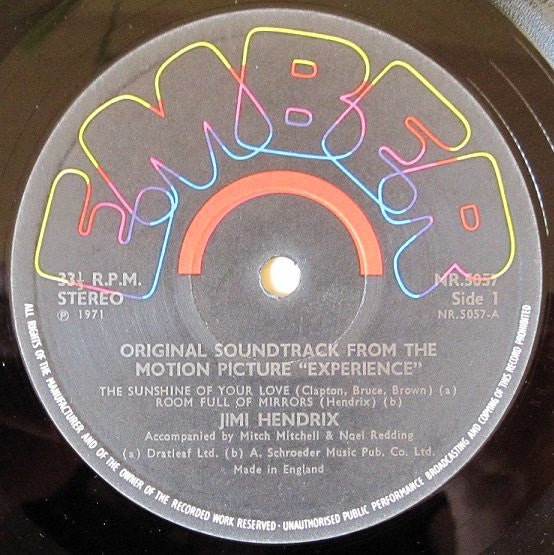 EMBER
33⅓ R.P.M.
STEREO
Ⓟ 1971
NR.5057
Side 1
NR.5057-A
ORIGINAL SOUNDTRACK FROM THE
MOTION PICTURE "EXPERIENCE"
THE SUNSHINE OF YOUR LOVE (Clapton, Bruce, Brown) (a)
ROOM FULL OF MIRRORS (Hendrix) (b)
JIMI HENDRIX
Accompanied by Mitch Mitchell & Noel Redding
(a) Dratleaf Ltd. (b) A. Schroeder Music Pub. Co. Ltd.
Made in England
ALL RIGHTS OF THE MANUFACTURER AND OF THE OWNER OF THE RECORDED WORK RESERVED · UNAUTHORISED PUBLIC PERFORMANCE BROADCASTING AND COPYING OF THIS RECORD PROHIBITED